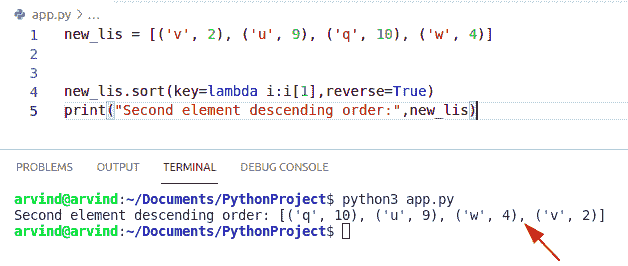 app.py > ...
1 new_lis = [('v', 2), ('u', 9), ('q', 10), ('w', 4)]
2
3
4 new_lis.sort(key=lambda i:i[1],reverse=True)
5 print("Second element descending order:",new_lis)
PROBLEMS OUTPUT TERMINAL DEBUG CONSOLE
arvind@arvind:~/Documents/PythonProject$ python3 app.py
Second element descending order: [('q', 10), ('u', 9), ('w', 4), ('v', 2)]
arvind@arvind:~/Documents/PythonProject$